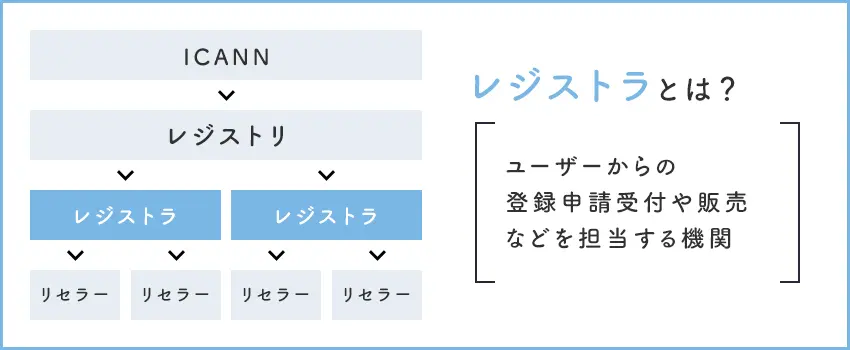 ICANN
レジストリ
レジストラ
レジストラ
リセラー
リセラー
リセラー
リセラー
レジストラとは？
ユーザーからの
登録申請受付や販売
などを担当する機関